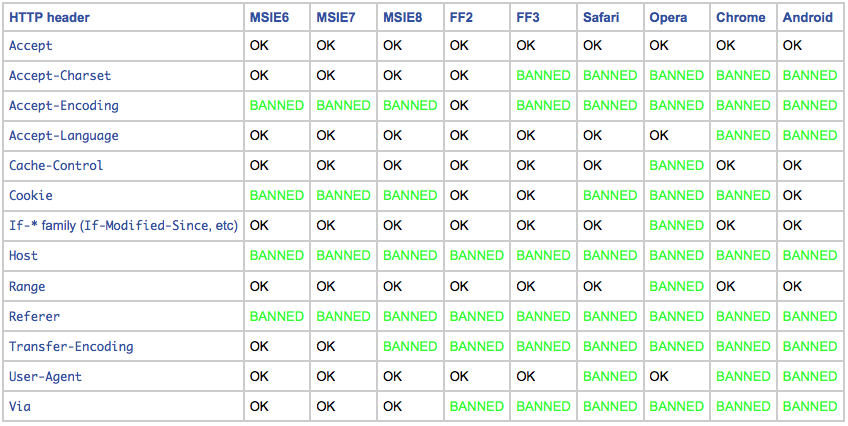 HTTP header MSIE6 MSIE7 MSIE8 FF2 FF3 Safari Opera Chrome Android
Accept OK OK OK OK OK OK OK OK OK
Accept-Charset OK OK OK OK BANNED BANNED BANNED BANNED BANNED
Accept-Encoding BANNED BANNED BANNED OK BANNED BANNED BANNED BANNED BANNED
Accept-Language OK OK OK OK OK OK OK BANNED BANNED
Cache-Control OK OK OK OK OK OK BANNED OK OK
Cookie BANNED BANNED BANNED OK OK BANNED BANNED BANNED OK
If-* family (If-Modified-Since, etc) OK OK OK OK OK OK BANNED OK OK
Host BANNED BANNED BANNED BANNED BANNED BANNED BANNED BANNED BANNED
Range OK OK OK OK OK OK BANNED OK OK
Referer BANNED BANNED BANNED BANNED BANNED BANNED BANNED BANNED BANNED
Transfer-Encoding OK OK BANNED BANNED BANNED BANNED BANNED BANNED BANNED
User-Agent OK OK OK OK OK BANNED OK BANNED BANNED
Via OK OK OK BANNED BANNED BANNED BANNED BANNED BANNED